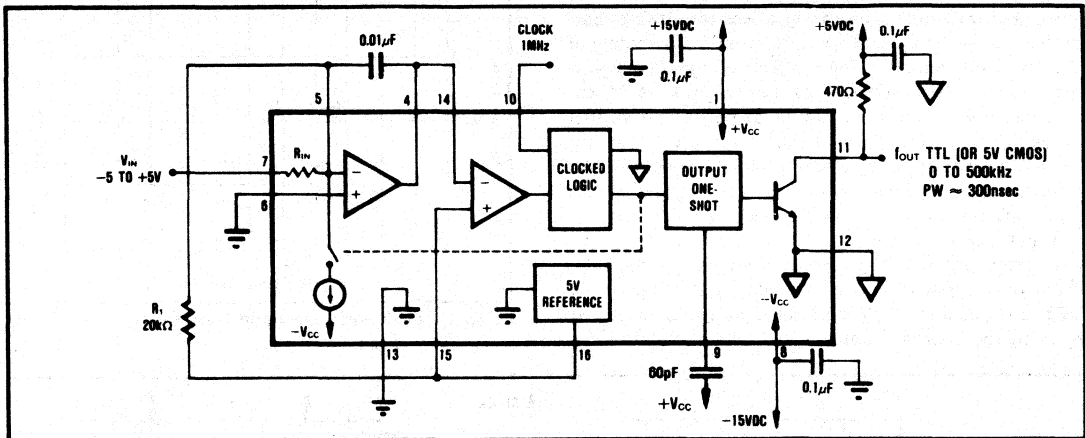 0.01µF
CLOCK
1MHz
+15VDC
0.1µF
+5VDC
0.1µF
470Ω
5
4
14
10
1
+Vcc
VIN
−5 TO +5V
7
RIN
−
+
6
−
+
CLOCKED
LOGIC
OUTPUT
ONE-
SHOT
11
fOUT TTL (OR 5V CMOS)
0 TO 500kHz
PW ≈ 300nsec
12
R1
20kΩ
−Vcc
5V
REFERENCE
−Vcc
13
15
16
9
8
60pF
+Vcc
0.1µF
−15VDC